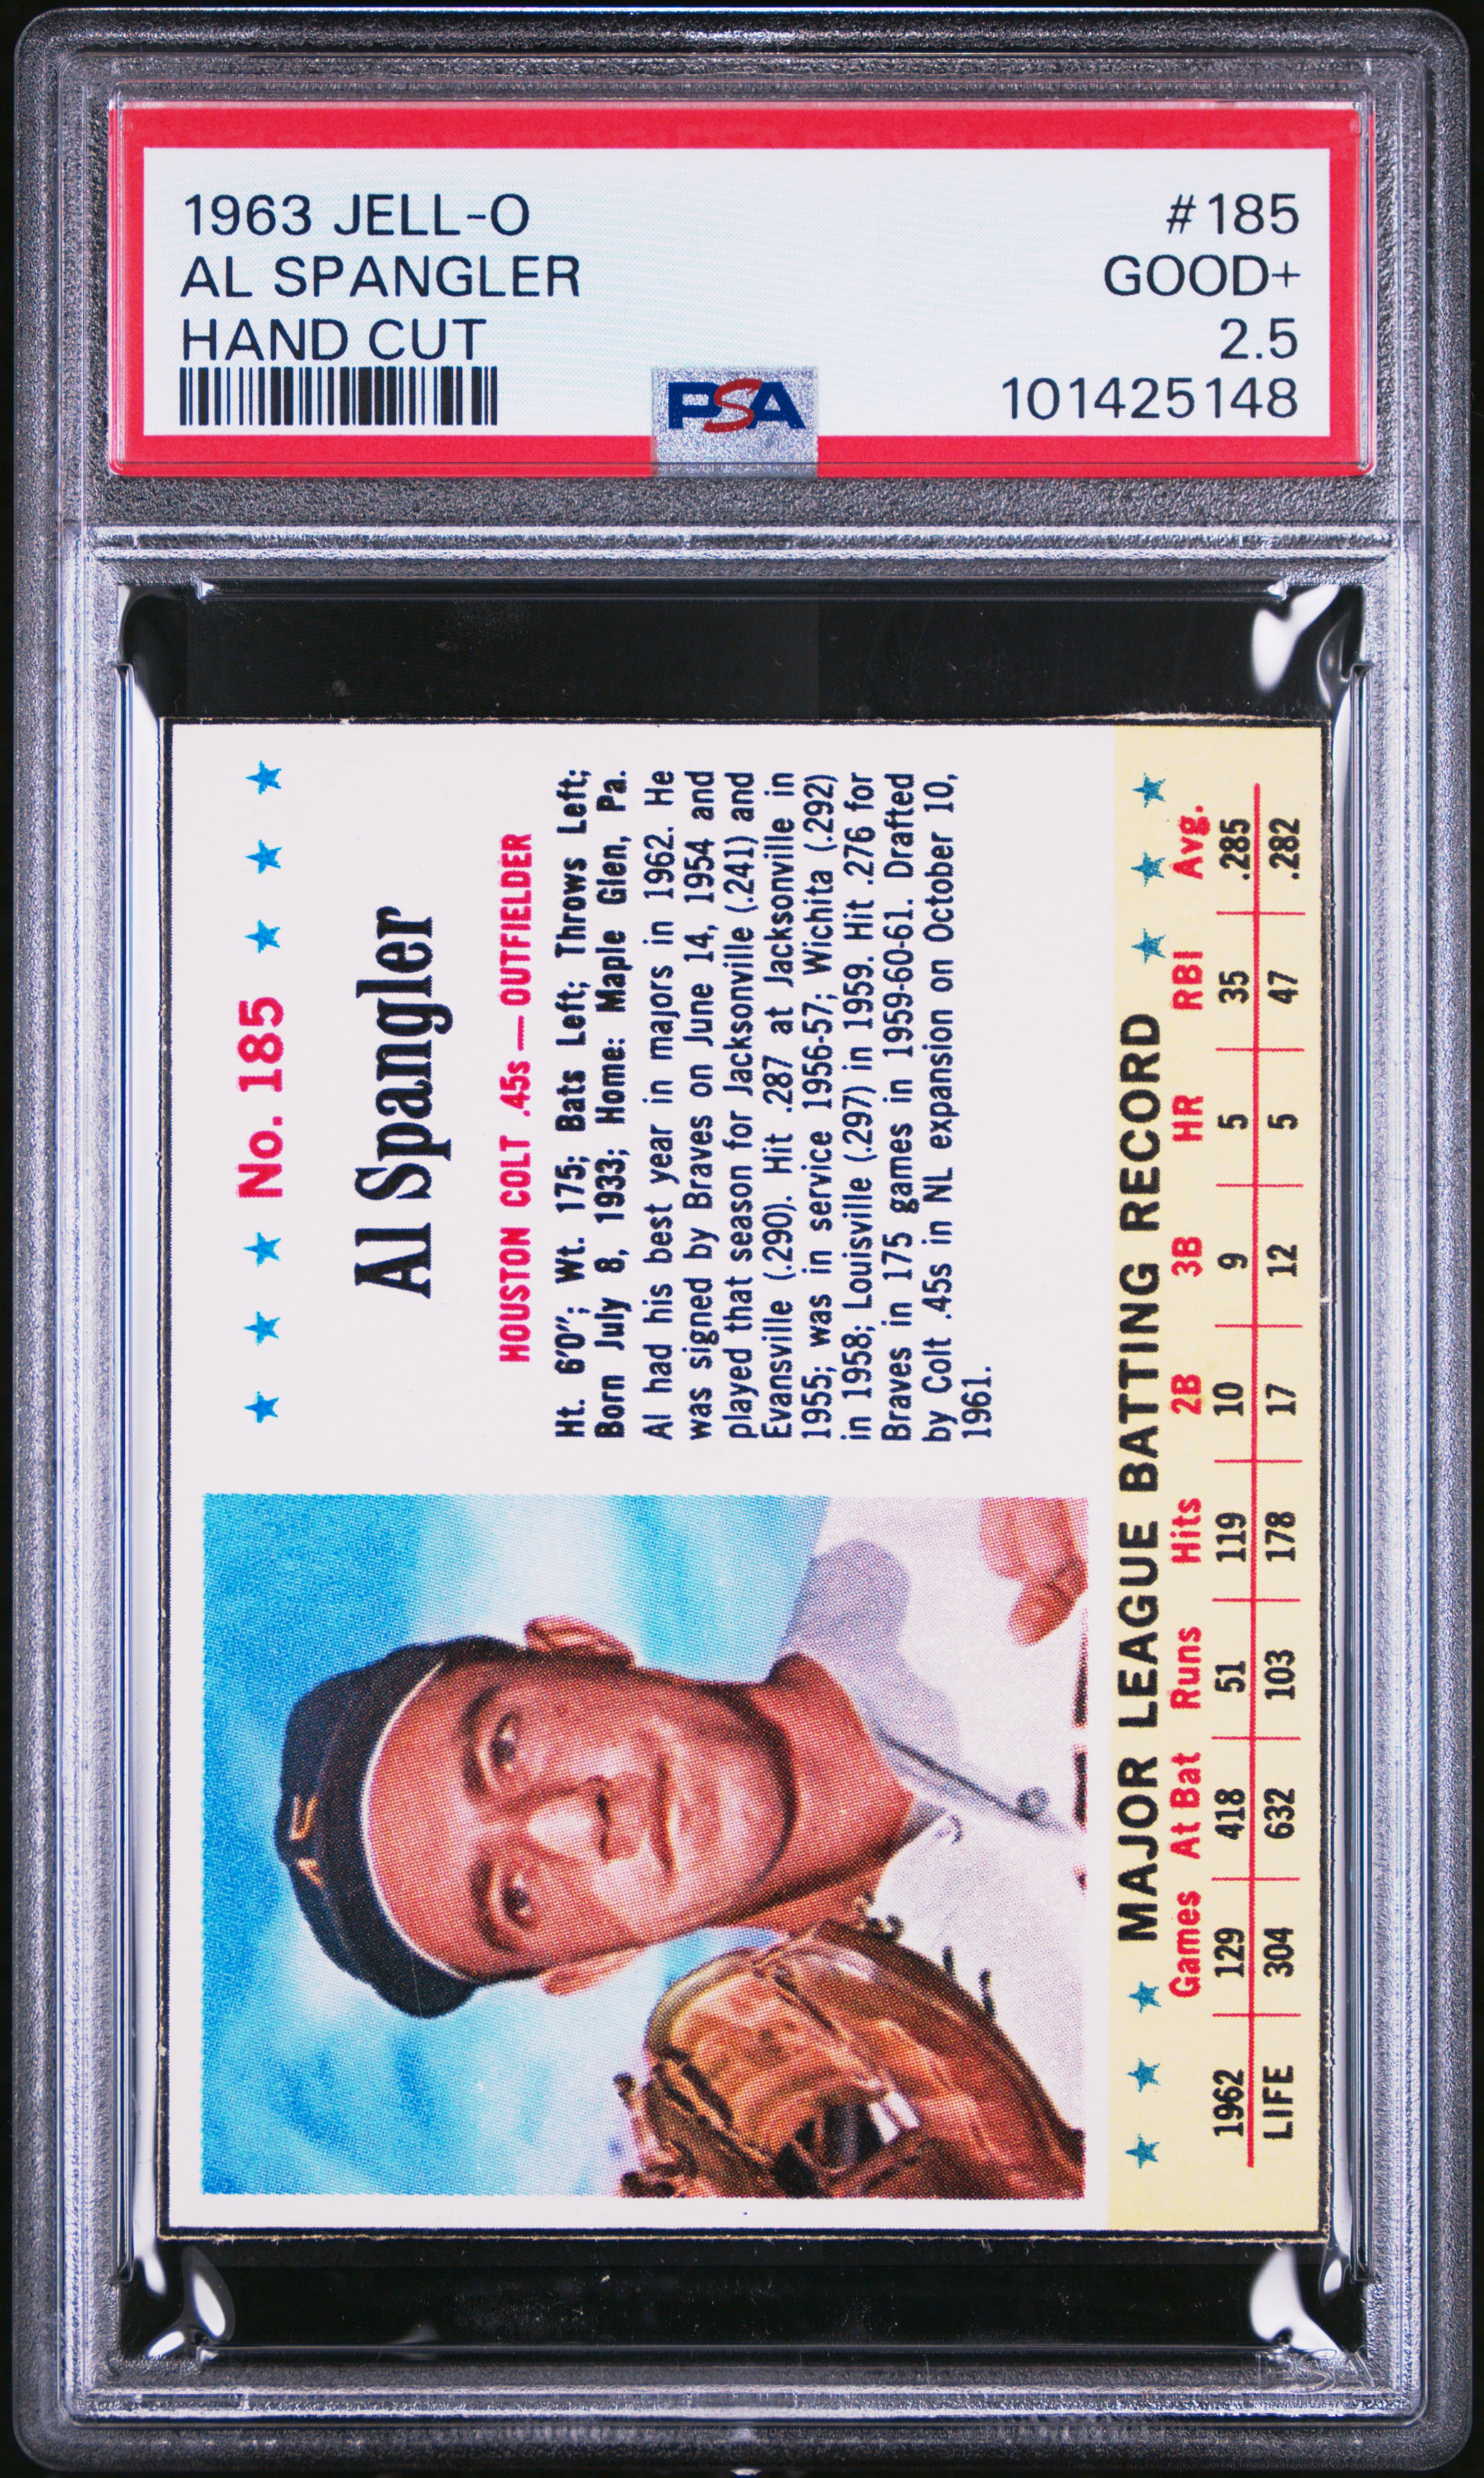 1963 JELL-O #185
AL SPANGLER GOOD+
HAND CUT 2.5
PSA 101425148
★ ★ ★ No. 185 ★ ★ ★
Al Spangler
HOUSTON COLT .45s — OUTFIELDER
Ht. 6'0"; Wt. 175; Bats Left; Throws Left;
Born July 8, 1933; Home: Maple Glen, Pa.
Al had his best year in majors in 1962. He
was signed by Braves on June 14, 1954 and
played that season for Jacksonville (.241) and
Evansville (.290). Hit .287 at Jacksonville in
1955; was in service 1956-57; Wichita (.292)
in 1958; Louisville (.297) in 1959. Hit .276 for
Braves in 175 games in 1959-60-61. Drafted
by Colt .45s in NL expansion on October 10,
1961.
★ ★ ★ MAJOR LEAGUE BATTING RECORD ★ ★ ★
Games At Bat Runs Hits 2B 3B HR RBI Avg.
1962 129 418 51 119 10 9 5 35 .285
LIFE 304 632 103 178 17 12 5 47 .282
PSA